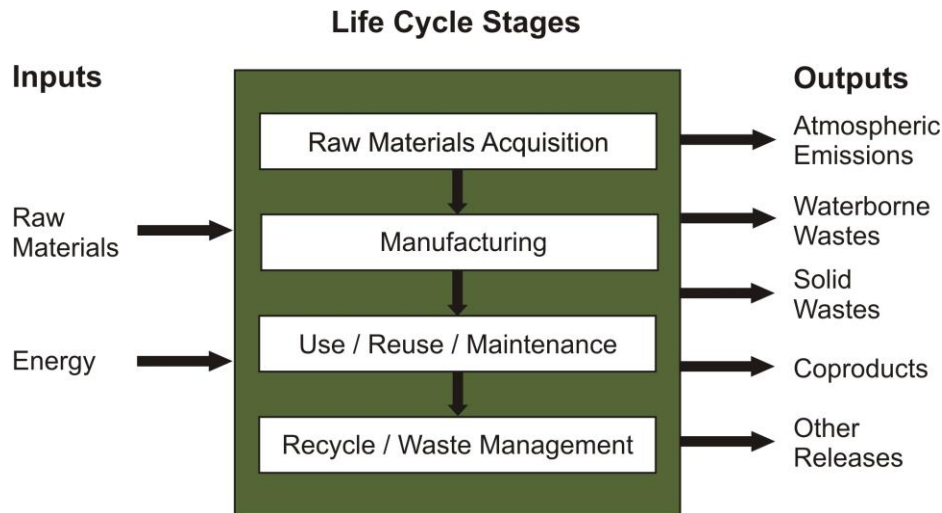 Life Cycle Stages
Inputs
Outputs
Raw Materials Acquisition
Atmospheric
Emissions
Raw
Materials
Manufacturing
Waterborne
Wastes
Solid
Wastes
Energy
Use / Reuse / Maintenance
Coproducts
Recycle / Waste Management
Other
Releases